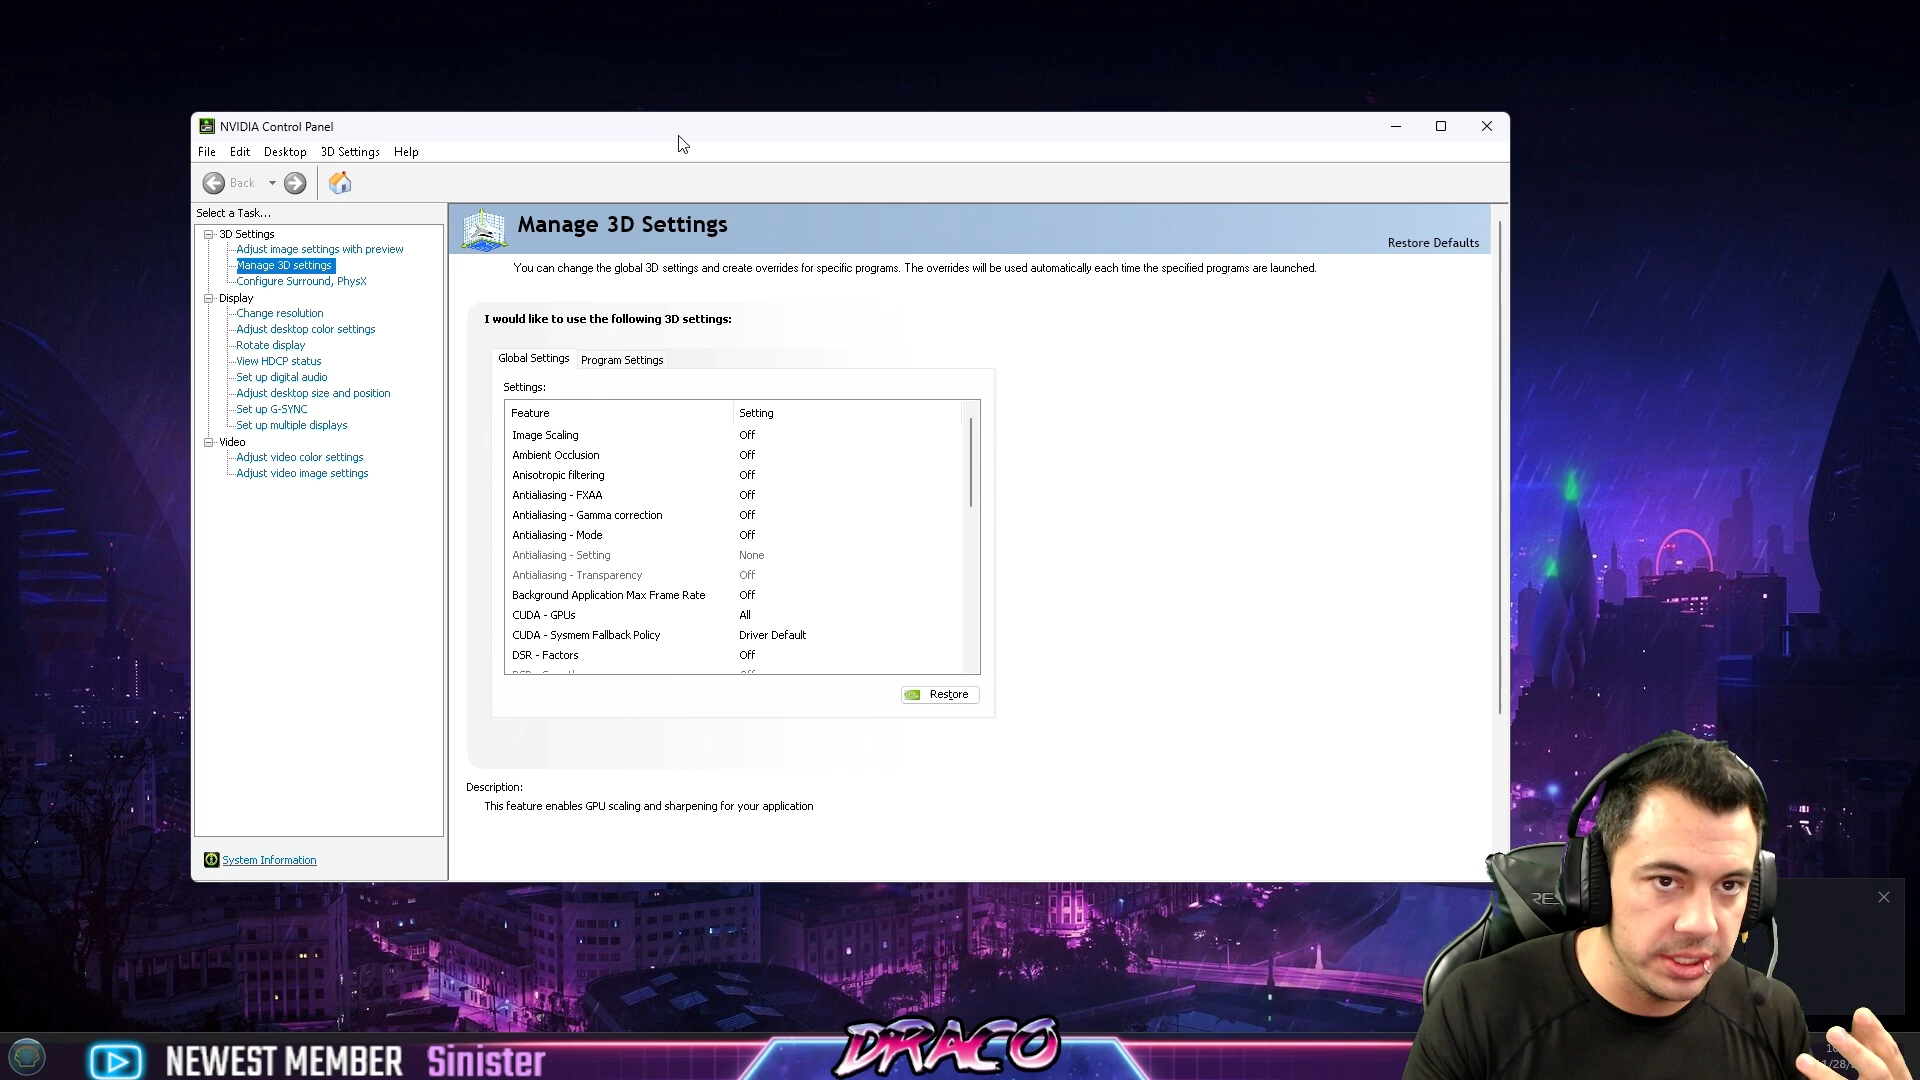 NVIDIA Control Panel
File Edit Desktop 3D Settings Help
Back
Select a Task...
3D Settings
Adjust image settings with preview
Manage 3D settings
Configure Surround, PhysX
Display
Change resolution
Adjust desktop color settings
Rotate display
View HDCP status
Set up digital audio
Adjust desktop size and position
Set up G-SYNC
Set up multiple displays
Video
Adjust video color settings
Adjust video image settings
System Information
Manage 3D Settings
Restore Defaults
You can change the global 3D settings and create overrides for specific programs. The overrides will be used automatically each time the specified programs are launched.
I would like to use the following 3D settings:
Global Settings Program Settings
Settings:
Feature Setting
Image Scaling Off
Ambient Occlusion Off
Anisotropic filtering Off
Antialiasing - FXAA Off
Antialiasing - Gamma correction Off
Antialiasing - Mode Off
Antialiasing - Setting None
Antialiasing - Transparency Off
Background Application Max Frame Rate Off
CUDA - GPUs All
CUDA - Sysmem Fallback Policy Driver Default
DSR - Factors Off
Restore
Description:
This feature enables GPU scaling and sharpening for your application
NEWEST MEMBER Sinister
DRACO